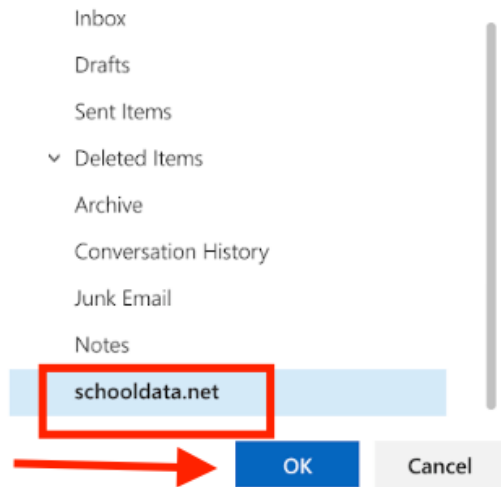 Inbox
Drafts
Sent Items
Deleted Items
Archive
Conversation History
Junk Email
Notes
schooldata.net
OK Cancel